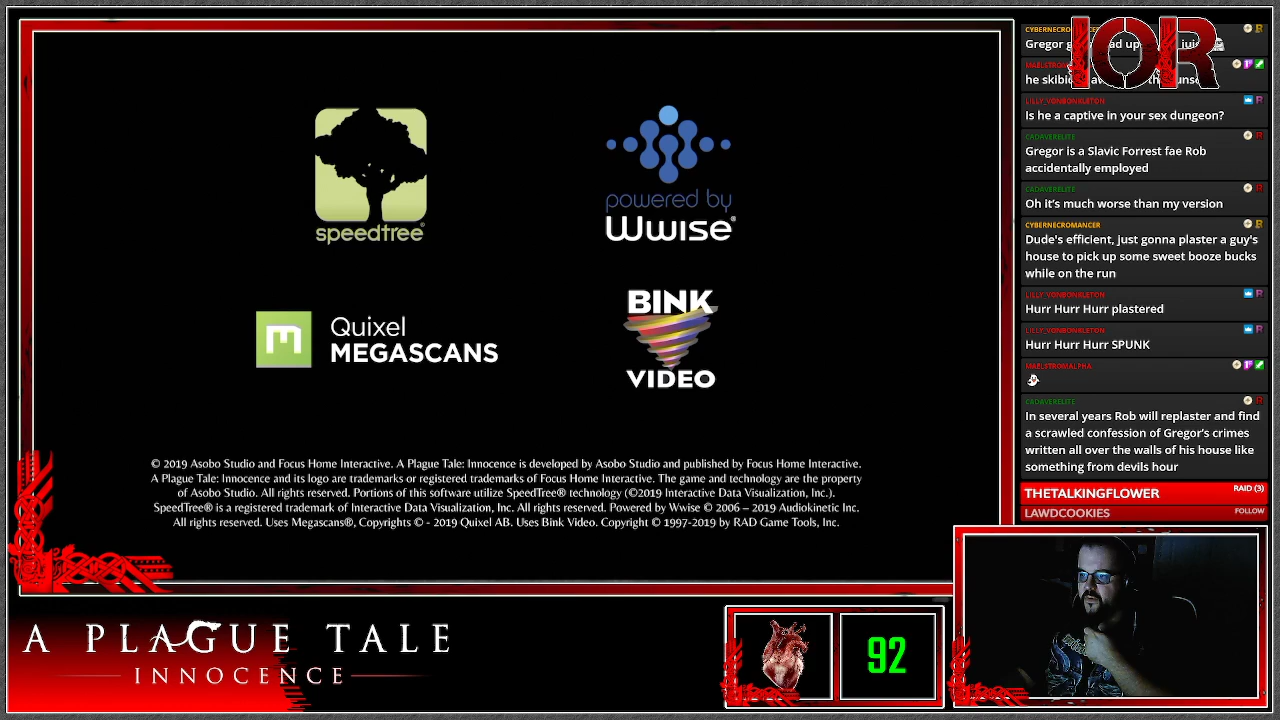 speedtree®
powered by
Wwise®
Quixel
MEGASCANS
BINK
VIDEO
© 2019 Asobo Studio and Focus Home Interactive. A Plague Tale: Innocence is developed by Asobo Studio and published by Focus Home Interactive.
A Plague Tale: Innocence and its logo are trademarks or registered trademarks of Focus Home Interactive. The game and technology are the property
of Asobo Studio. All rights reserved. Portions of this software utilize SpeedTree® technology (©2019 Interactive Data Visualization, Inc.).
SpeedTree® is a registered trademark of Interactive Data Visualization, Inc. All rights reserved. Powered by Wwise © 2006 – 2019 Audiokinetic Inc.
All rights reserved. Uses Megascans®, Copyrights © - 2019 Quixel AB. Uses Bink Video. Copyright © 1997-2019 by RAD Game Tools, Inc.
A PLAGUE TALE
INNOCENCE
92
IOR
Gregor
he skibidi
LILLY_VONBONKLETON
Is he a captive in your sex dungeon?
CADAVERELITE
Gregor is a Slavic Forrest fae Rob
accidentally employed
CADAVERELITE
Oh it's much worse than my version
CYBERNECROMANCER
Dude's efficient, just gonna plaster a guy's
house to pick up some sweet booze bucks
while on the run
LILLY_VONBONKLETON
Hurr Hurr Hurr plastered
LILLY_VONBONKLETON
Hurr Hurr Hurr SPUNK
MAELSTROMALPHA
CADAVERELITE
In several years Rob will replaster and find
a scrawled confession of Gregor's crimes
written all over the walls of his house like
something from devils hour
THETALKINGFLOWER RAID (3)
LAWDCOOKIES FOLLOW